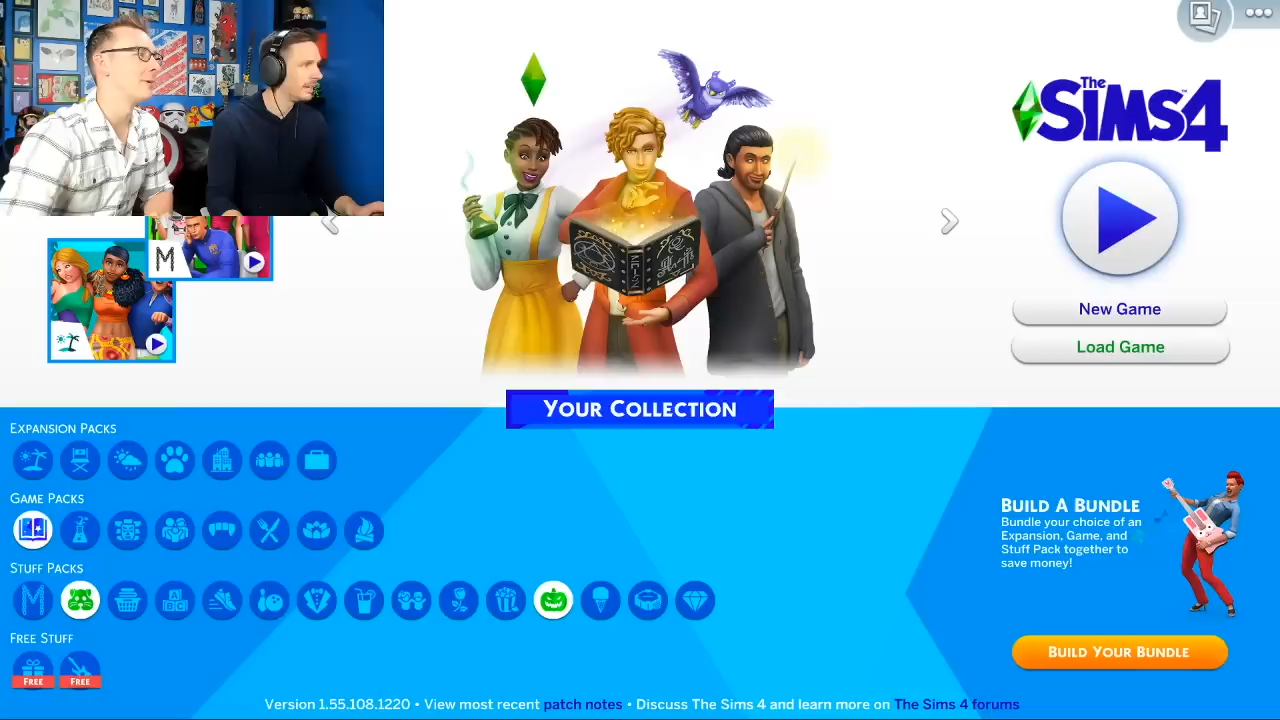 The Sims 4
M
New Game
Load Game
YOUR COLLECTION
EXPANSION PACKS
GAME PACKS
STUFF PACKS
FREE STUFF
FREE
FREE
BUILD A BUNDLE
Bundle your choice of an
Expansion, Game, and
Stuff Pack together to
save money!
BUILD YOUR BUNDLE
Version 1.55.108.1220 • View most recent patch notes • Discuss The Sims 4 and learn more on The Sims 4 forums